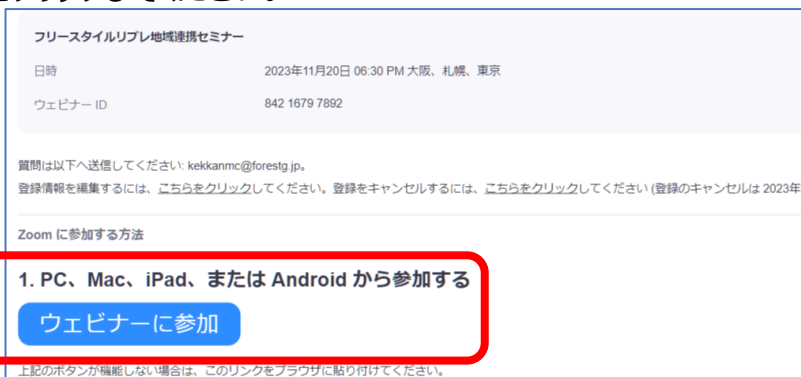 フリースタイルリブレ地域連携セミナー
日時 2023年11月20日 06:30 PM 大阪、札幌、東京
ウェビナー ID 842 1679 7892
質問は以下へ送信してください: kekkanmc@forestg.jp。
登録情報を編集するには、こちらをクリックしてください。登録をキャンセルするには、こちらをクリックしてください (登録のキャンセルは 2023年
Zoom に参加する方法
1. PC、Mac、iPad、または Android から参加する
ウェビナーに参加
上記のボタンが機能しない場合は、このリンクをブラウザに貼り付けてください。